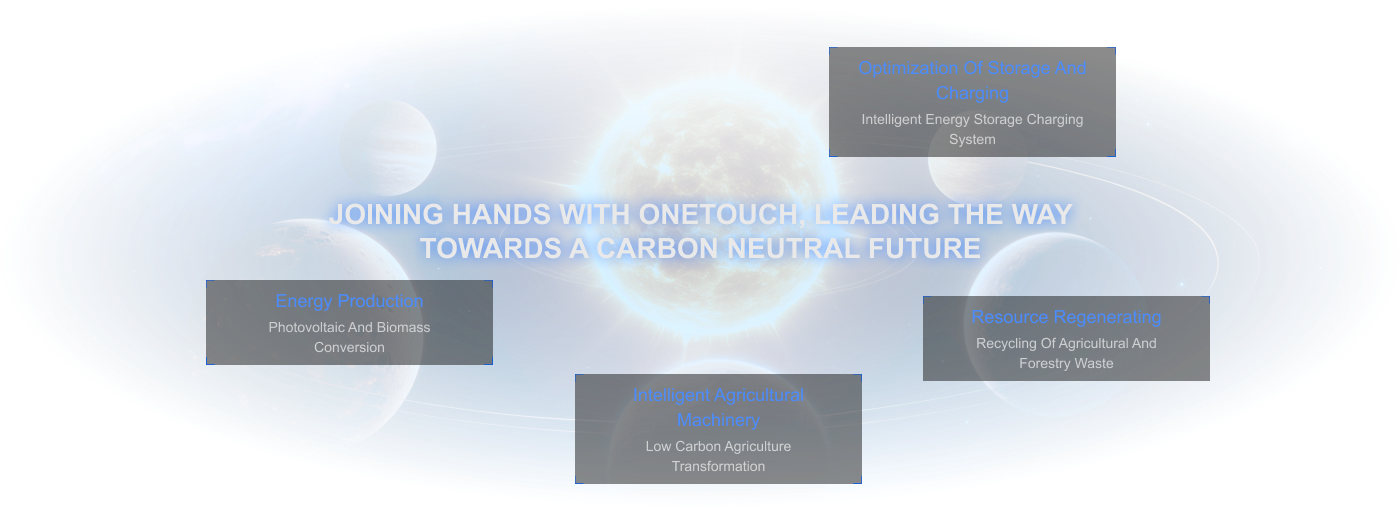 Optimization Of Storage And
Charging
Intelligent Energy Storage Charging
System
JOINING HANDS WITH ONETOUCH, LEADING THE WAY
TOWARDS A CARBON NEUTRAL FUTURE
Energy Production
Photovoltaic And Biomass
Conversion
Resource Regenerating
Recycling Of Agricultural And
Forestry Waste
Intelligent Agricultural
Machinery
Low Carbon Agriculture
Transformation